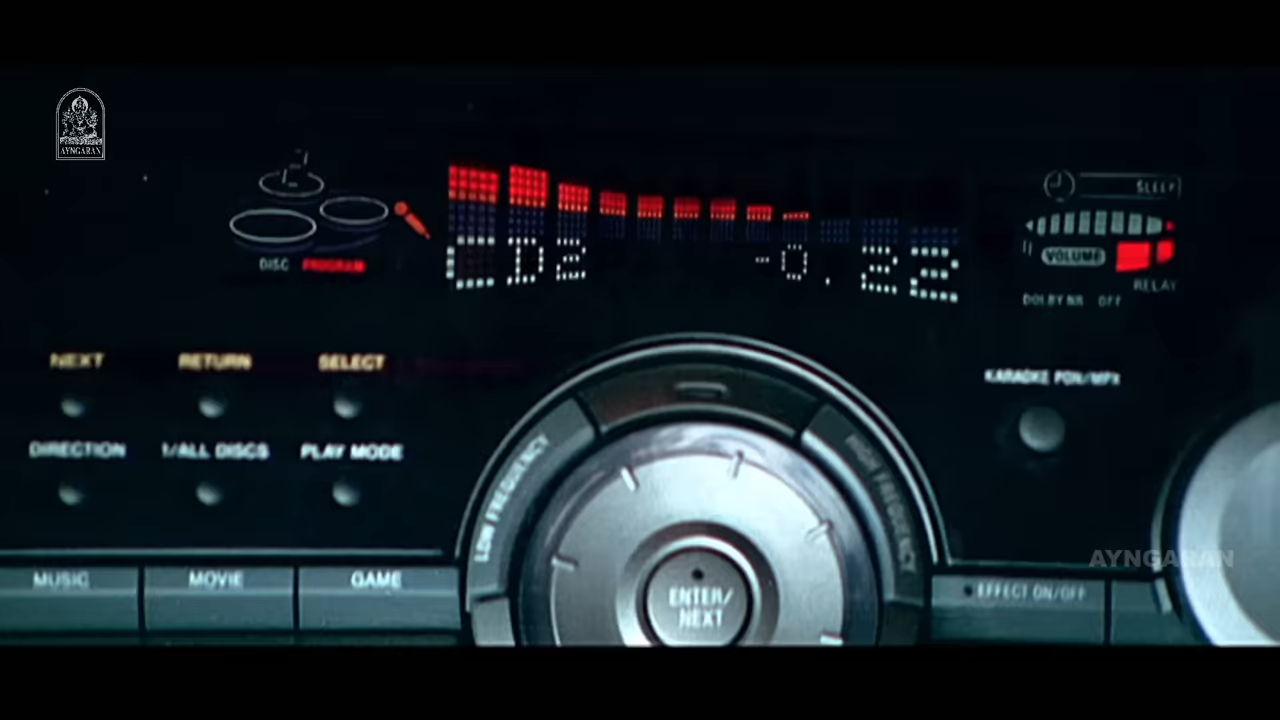 AYNGARAN
SLEEP
DISC PROGRAM
CD2 -0.22
VOLUME
RELAY
DOLBY NR OFF
NEXT RETURN SELECT
KARAOKE PON/MPX
DIRECTION 1/ALL DISCS PLAY MODE
LOW FREQUENCY
HIGH FREQUENCY
AYNGARAN
MUSIC MOVIE GAME
EFFECT ON/OFF
ENTER/
NEXT